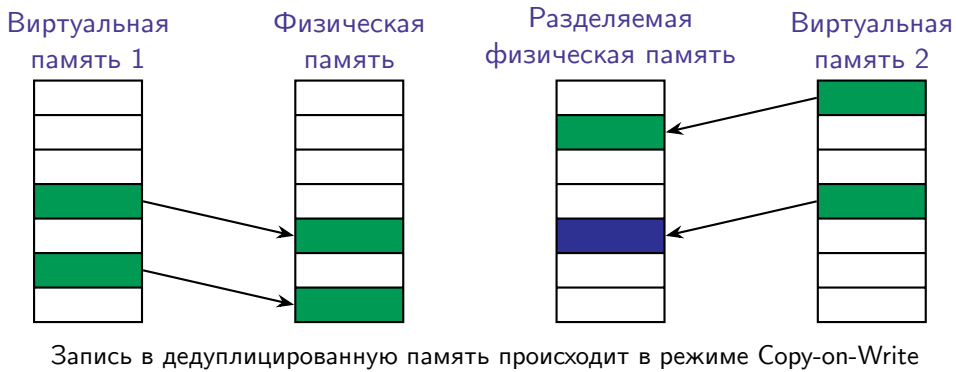 Виртуальная
память 1
Физическая
память
Разделяемая
физическая память
Виртуальная
память 2
Запись в дедуплицированную память происходит в режиме Copy-on-Write